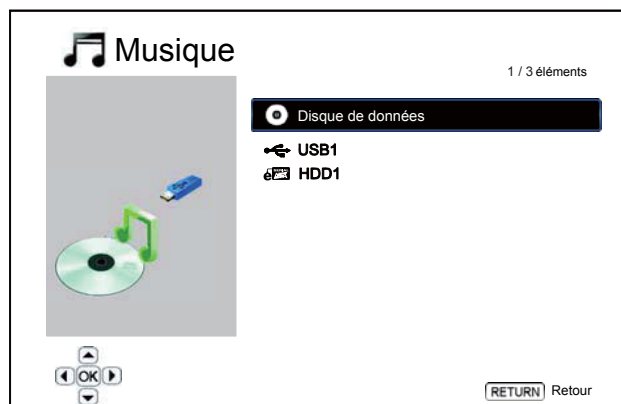 Musique
1 / 3 éléments
Disque de données
USB1
HDD1
OK
RETURN Retour